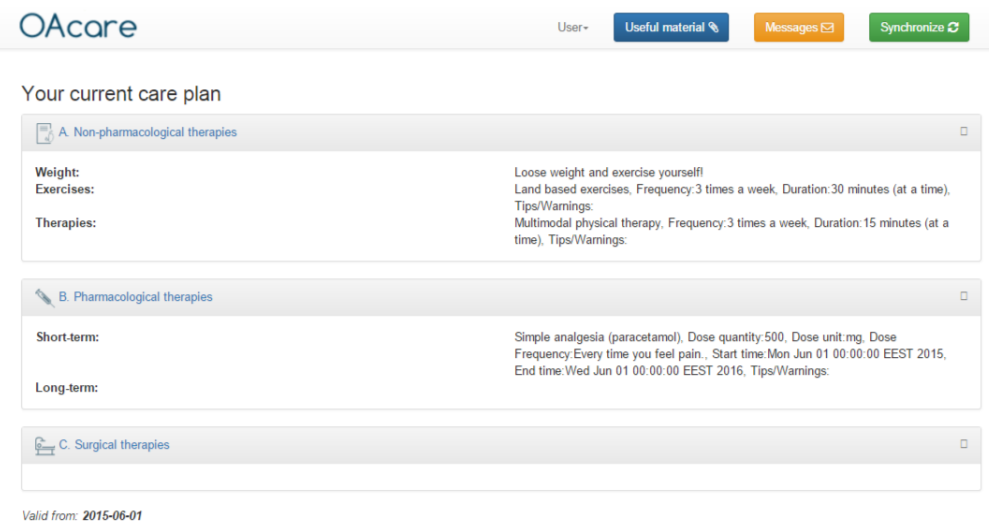 OAcare
User
Useful material
Messages
Synchronize
Your current care plan
A. Non-pharmacological therapies
Weight: Loose weight and exercise yourself!
Exercises: Land based exercises, Frequency:3 times a week, Duration:30 minutes (at a time),
Tips/Warnings:
Therapies: Multimodal physical therapy, Frequency:3 times a week, Duration:15 minutes (at a
time), Tips/Warnings:
B. Pharmacological therapies
Short-term: Simple analgesia (paracetamol), Dose quantity:500, Dose unit:mg, Dose
Frequency:Every time you feel pain., Start time:Mon Jun 01 00:00:00 EEST 2015,
End time:Wed Jun 01 00:00:00 EEST 2016, Tips/Warnings:
Long-term:
C. Surgical therapies
Valid from: 2015-06-01